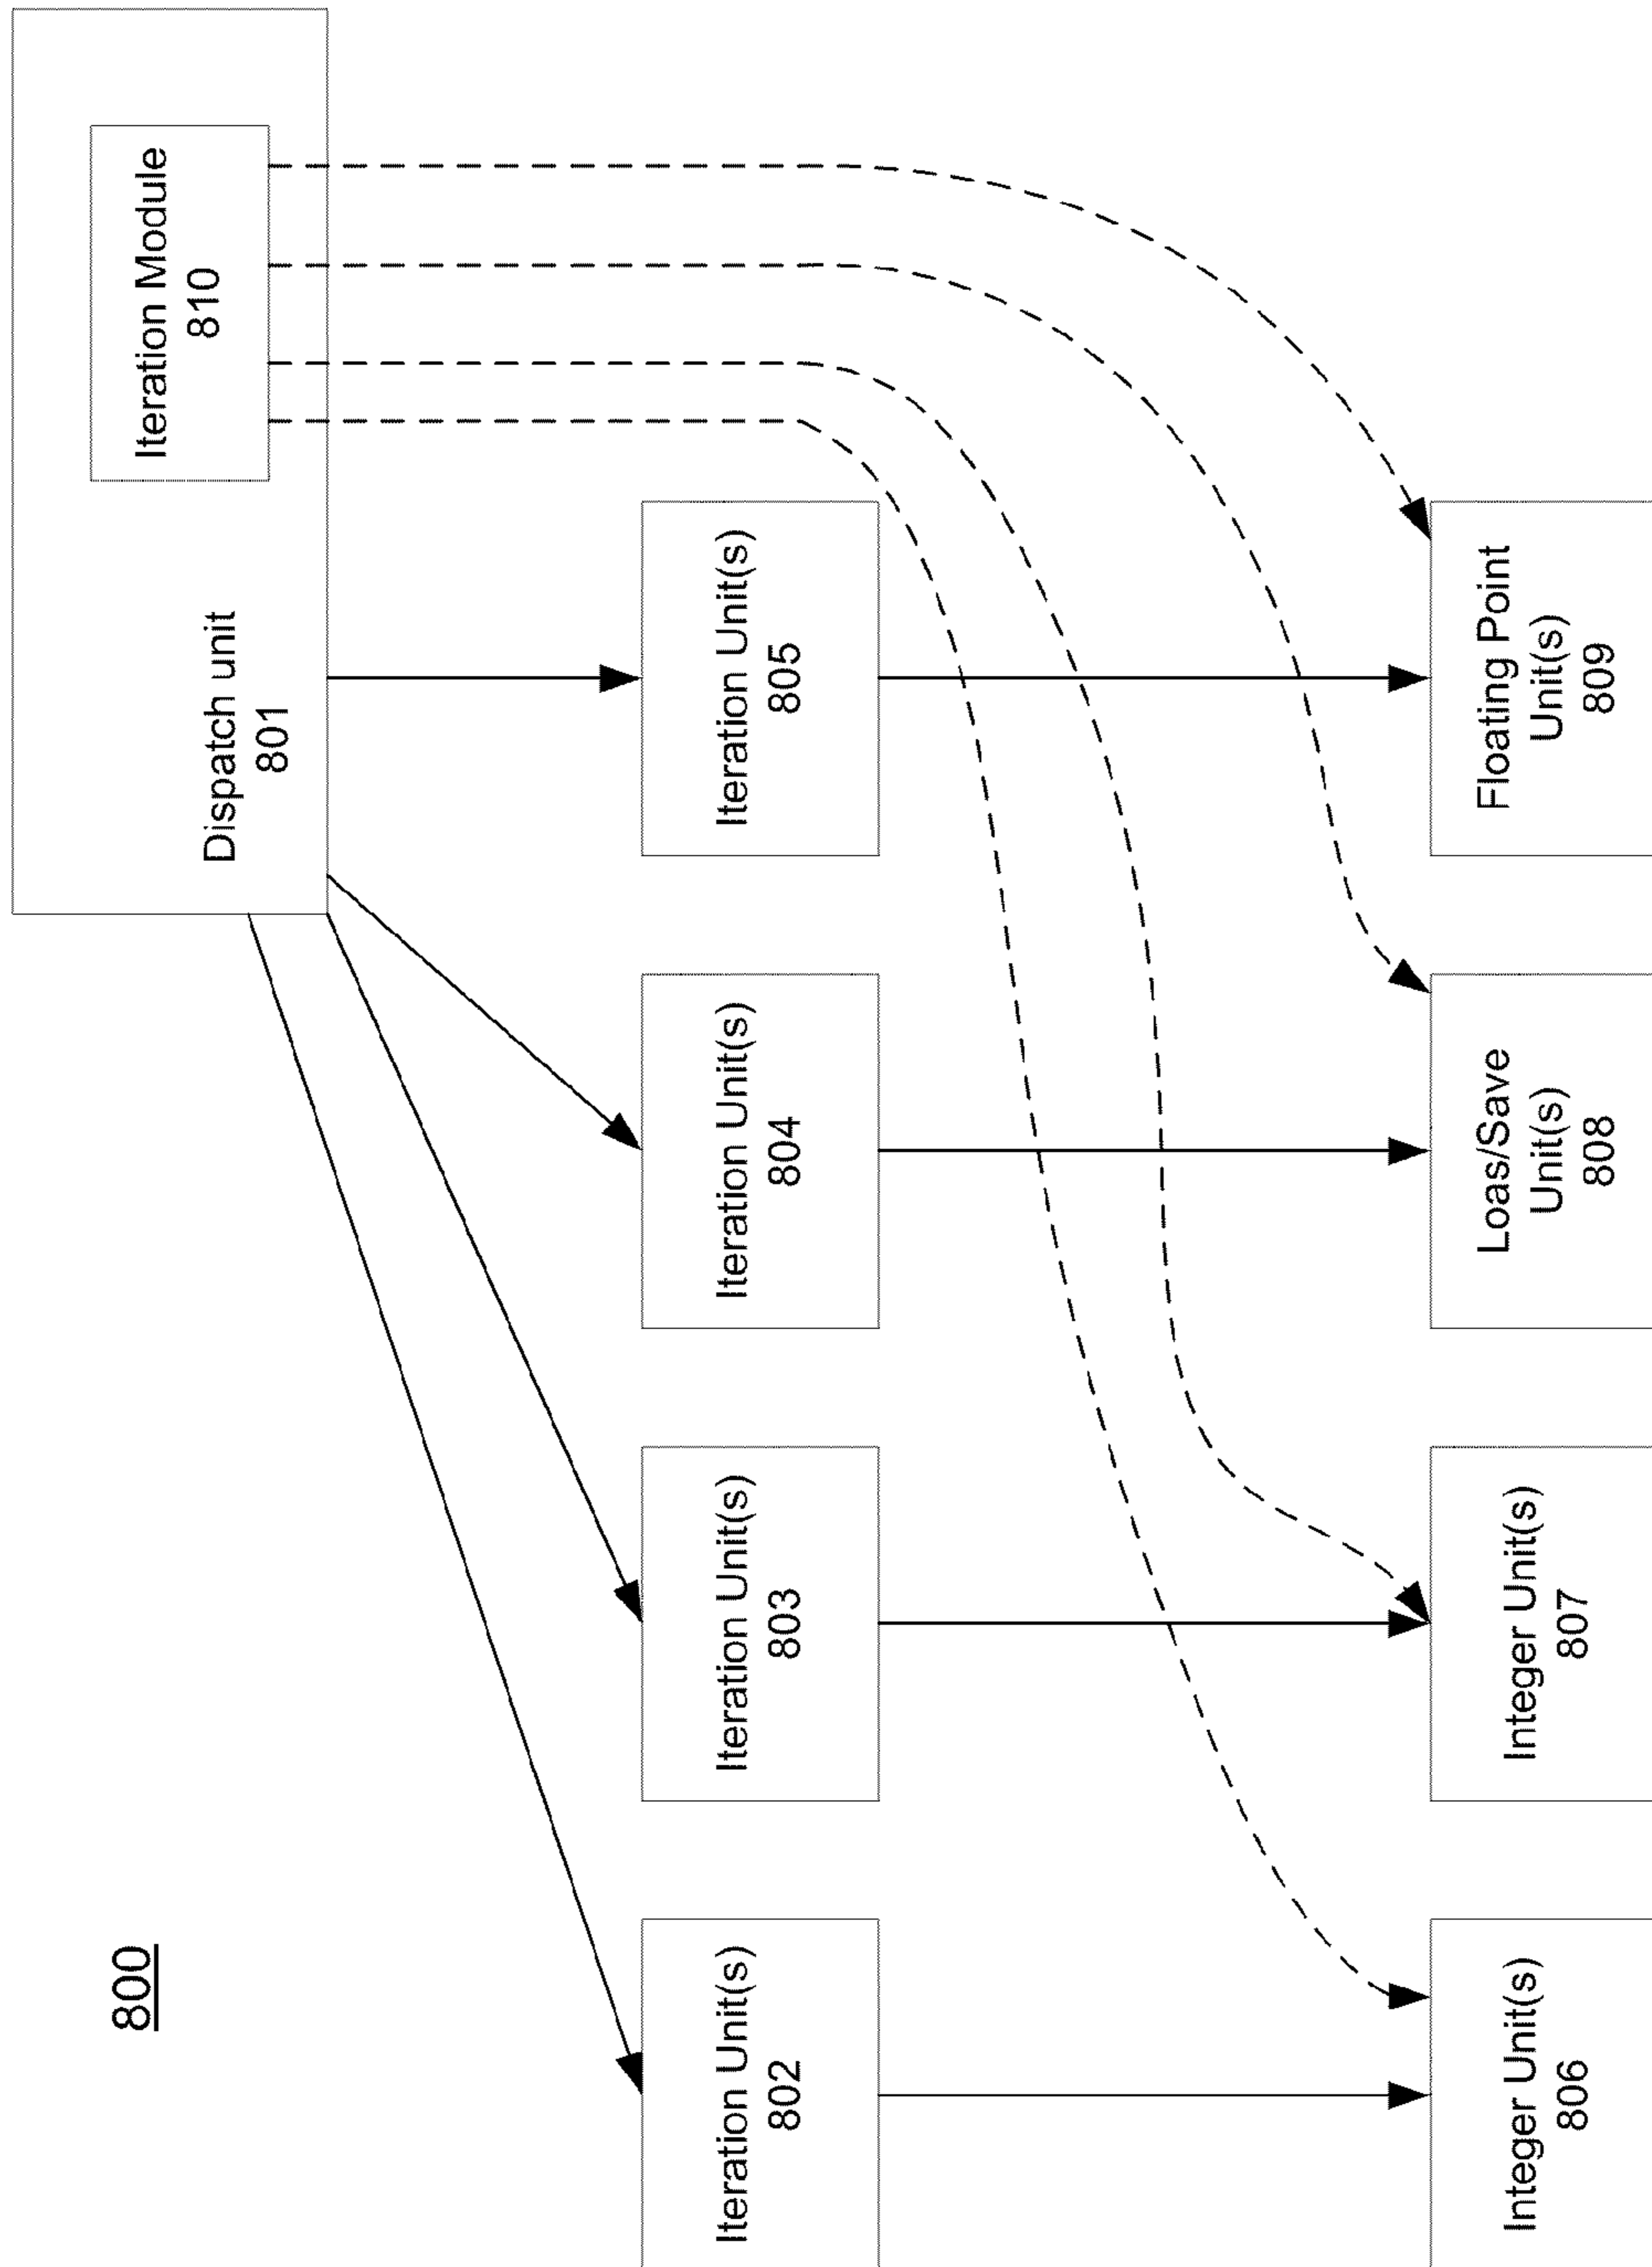 800
Dispatch unit
801
Iteration Module
810
Iteration Unit(s)
802
Iteration Unit(s)
803
Iteration Unit(s)
804
Iteration Unit(s)
805
Integer Unit(s)
806
Integer Unit(s)
807
Loas/Save
Unit(s)
808
Floating Point
Unit(s)
809